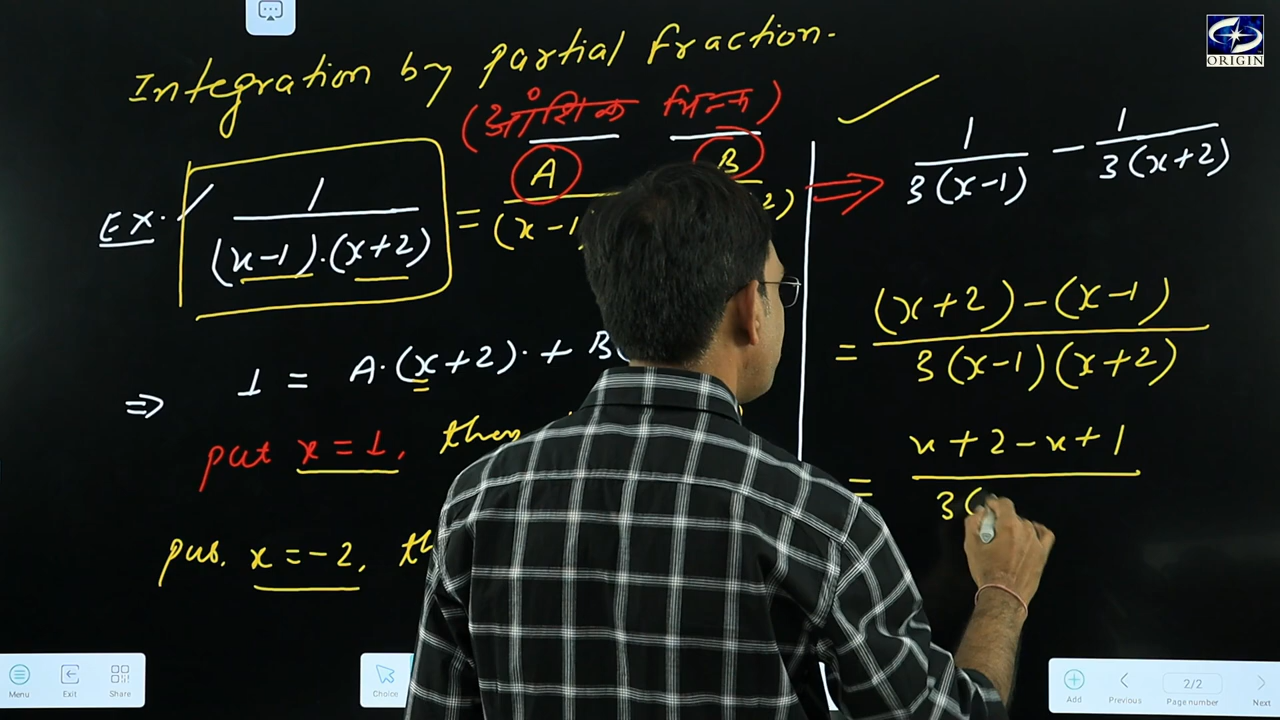 Integration by partial fraction.
(आंशिक भिन्न)
EX. 1/((x-1).(x+2)) = A/(x-1) B
⇒ 1 = A.(x+2).+ B(
put x = 1, then
put. x = -2, th
⇒ 1/(3(x-1)) - 1/(3(x+2))
= ((x+2)-(x-1))/(3(x-1)(x+2))
= (x+2-x+1)/(3(
ORIGIN
Menu Exit Share
Choice
Add Previous 2/2 Page number Next